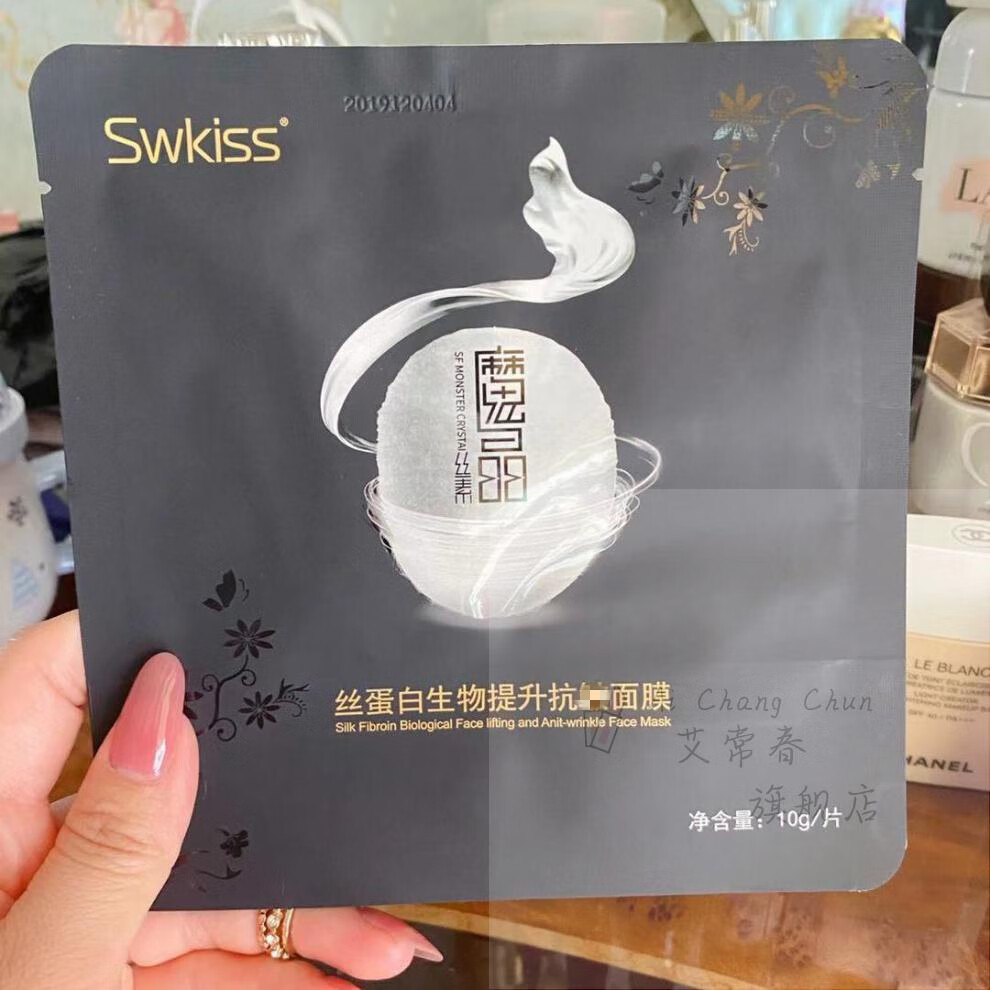 2019120404
Swkiss®
魔晶
SF MONSTER CRYSTAL
丝蛋白生物提升抗 面膜
Silk Fibroin Biological Face lifting and Anit-wrinkle Face Mask
净含量：10g/片
i Chang Chun
艾常春
旗舰店
LE BLANC
CHANEL